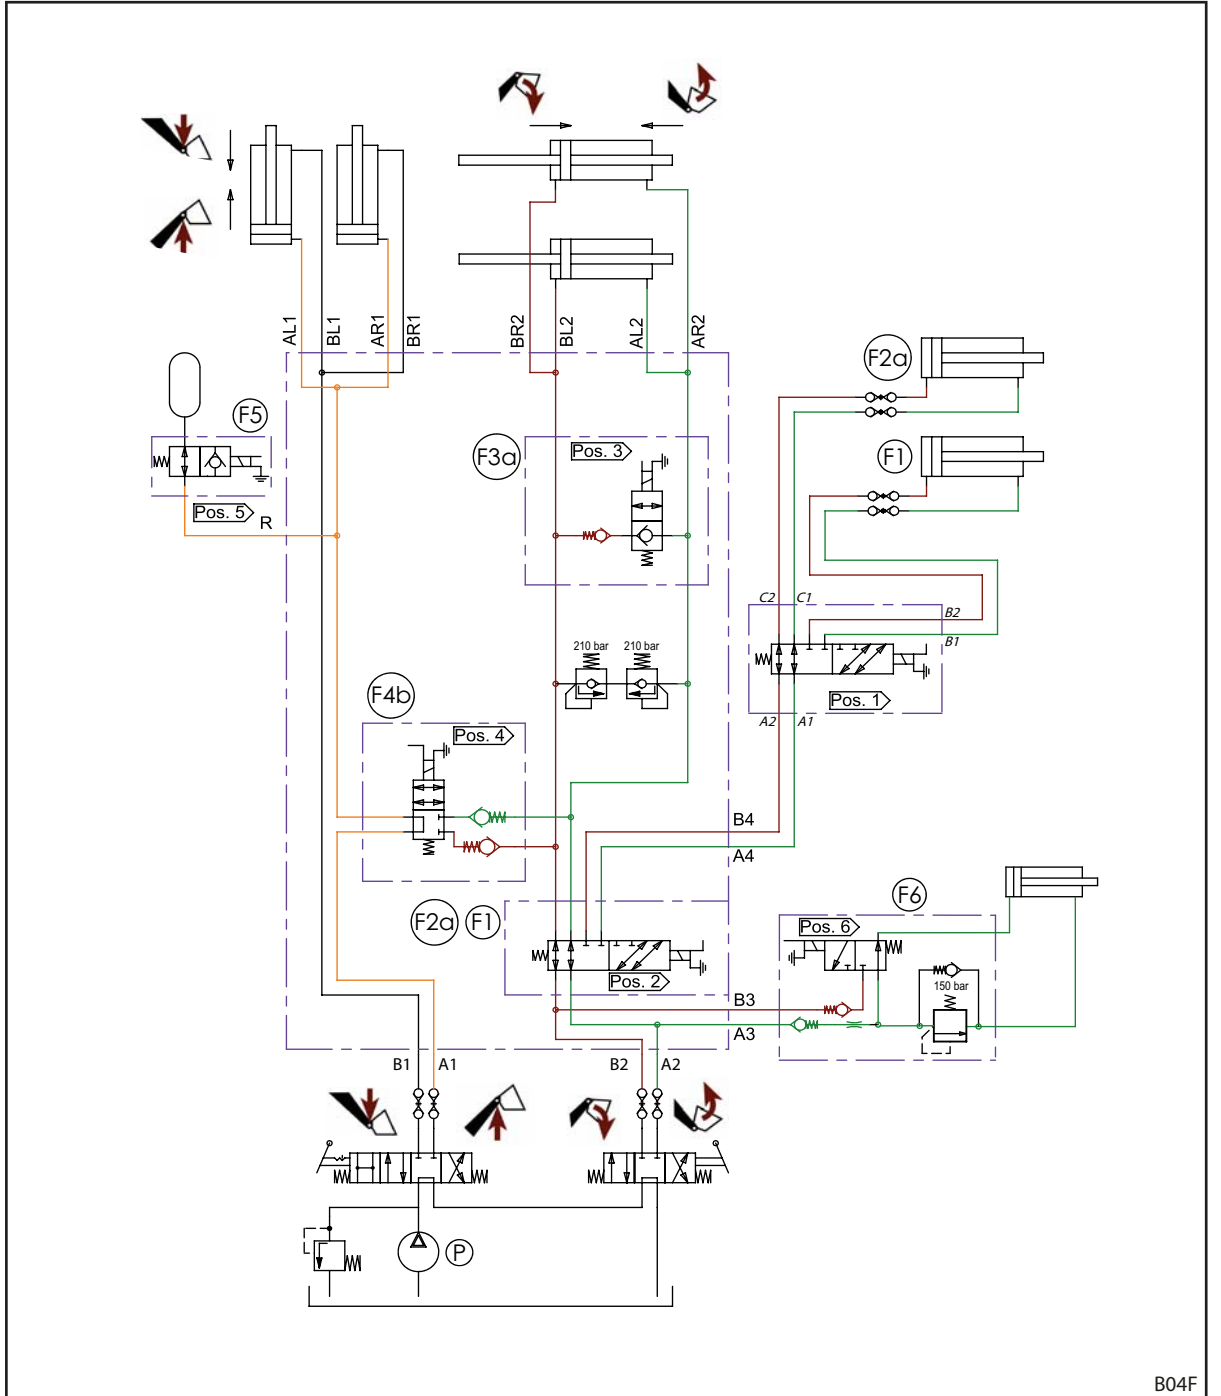 AL1
BL1
AR1
BR1
BR2
BL2
AL2
AR2
F2a
F5
F3a
Pos. 3
F1
Pos. 5
R
C2
C1
B2
B1
210 bar
210 bar
F4b
Pos. 1
Pos. 4
A2
A1
B4
A4
F2a
F1
F6
Pos. 6
Pos. 2
150 bar
B3
A3
B1
A1
B2
A2
P
B04F